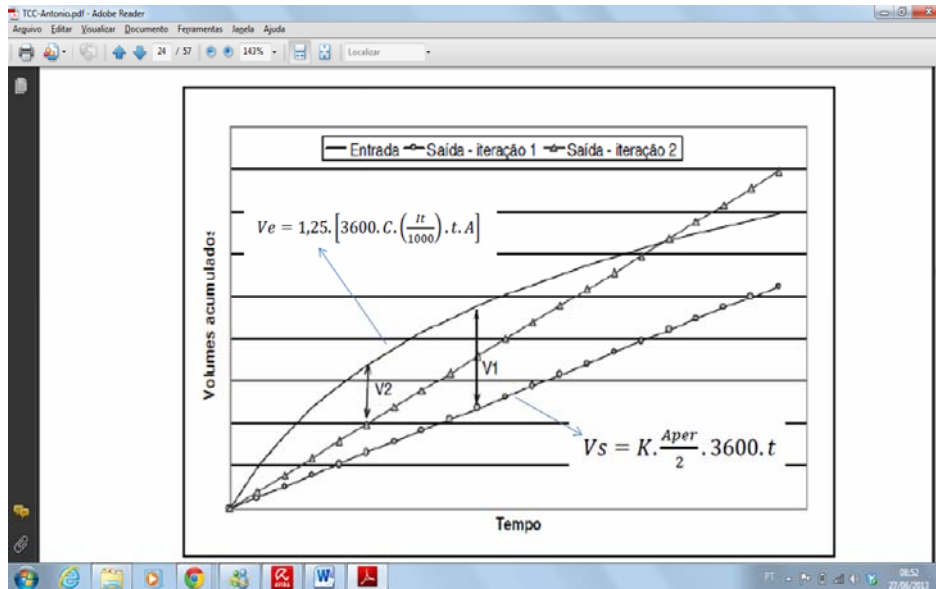 TCC-Antonio.pdf - Adobe Reader
Arquivo Editar Visualizar Documento Ferramentas Janela Ajuda
24 / 57 143% Localizar
Entrada Saída - iteração 1 Saída - iteração 2
Ve = 1,25.[3600.C.(It/1000).t.A]
Volumes acumulados
V1
V2
Vs = K.Aper/2.3600.t
Tempo
PT 08:52
27/06/2013